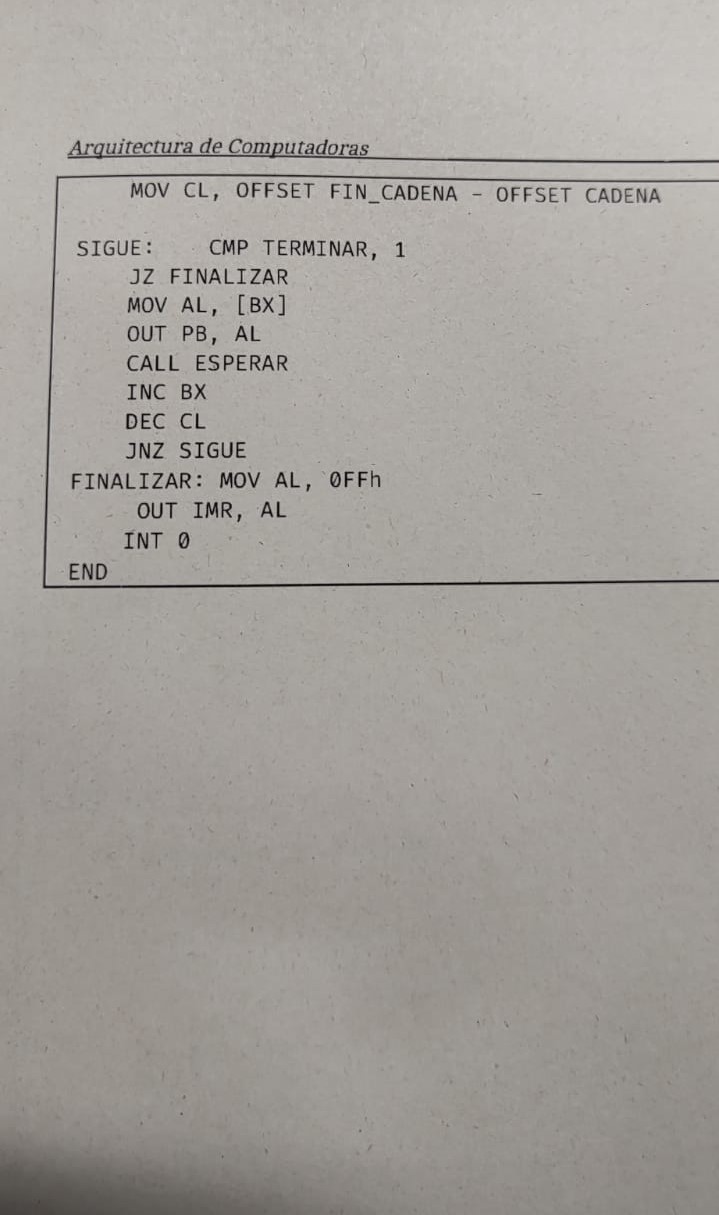 Arquitectura de Computadoras
MOV CL, OFFSET FIN_CADENA - OFFSET CADENA
SIGUE: CMP TERMINAR, 1
JZ FINALIZAR
MOV AL, [BX]
OUT PB, AL
CALL ESPERAR
INC BX
DEC CL
JNZ SIGUE
FINALIZAR: MOV AL, 0FFh
OUT IMR, AL
INT 0
END